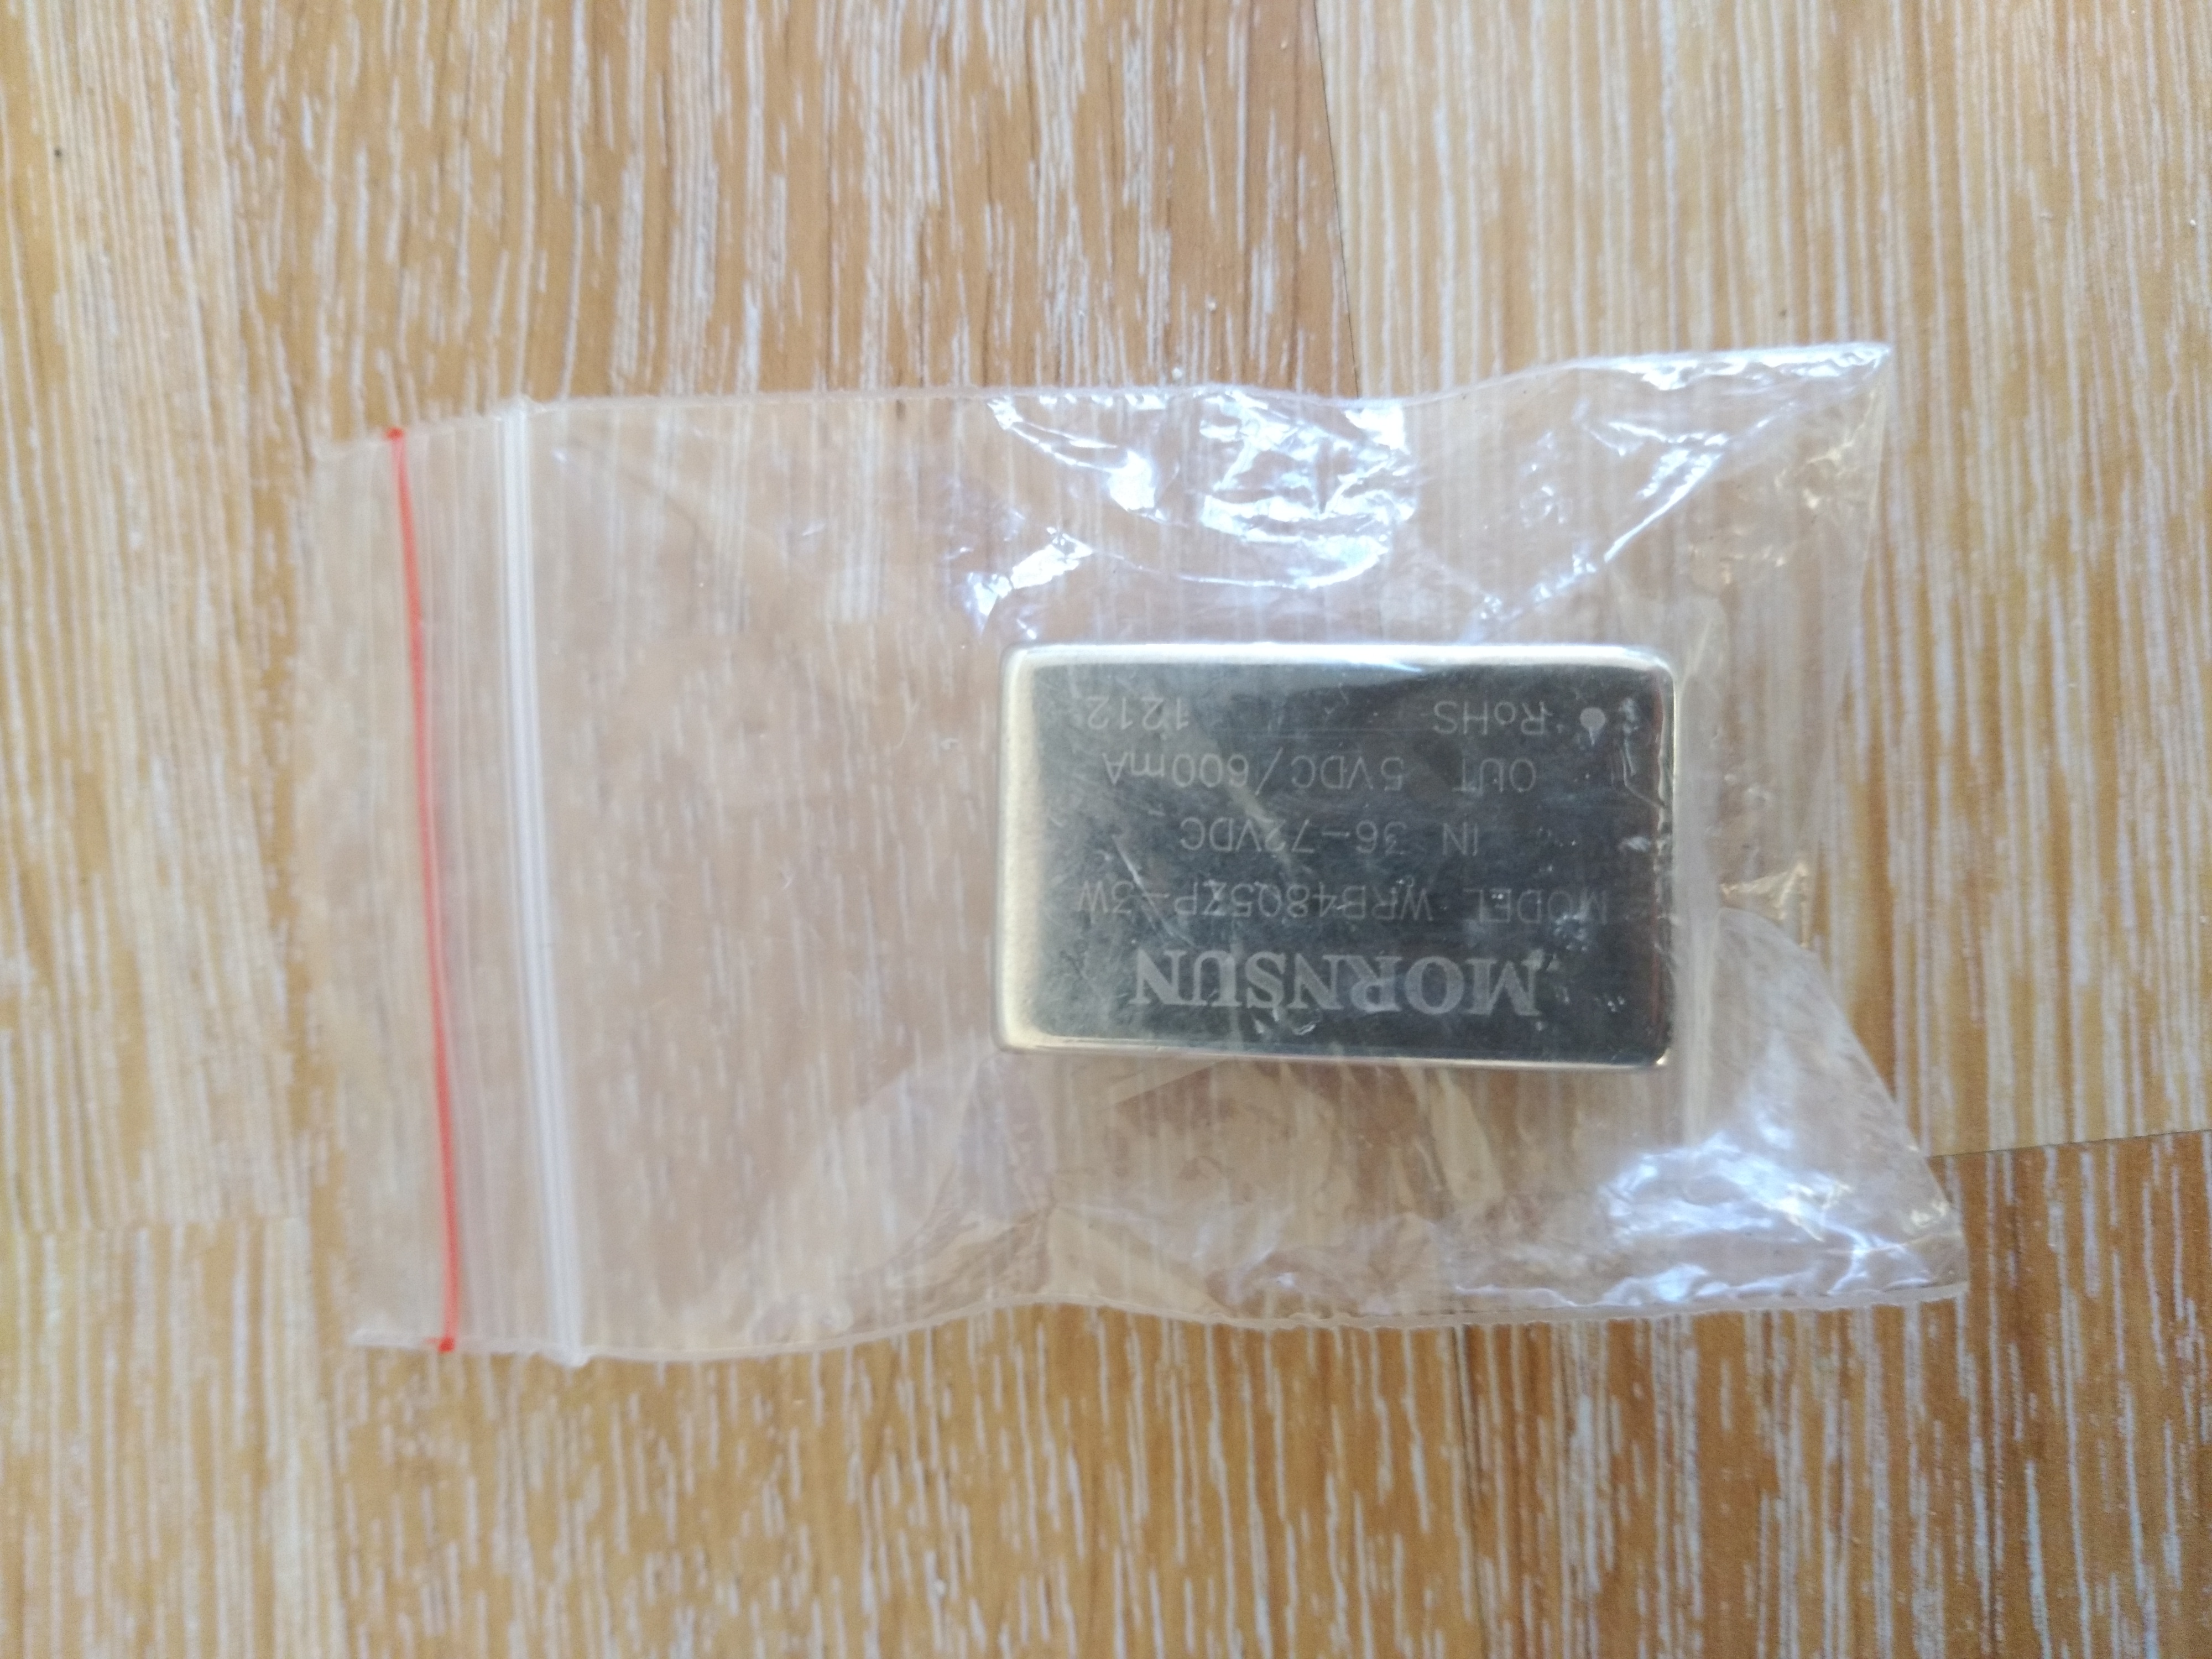 MORNSUN
MODEL WRB4805ZP-3W
IN 36-72VDC
OUT 5VDC/600mA
RoHS 1212